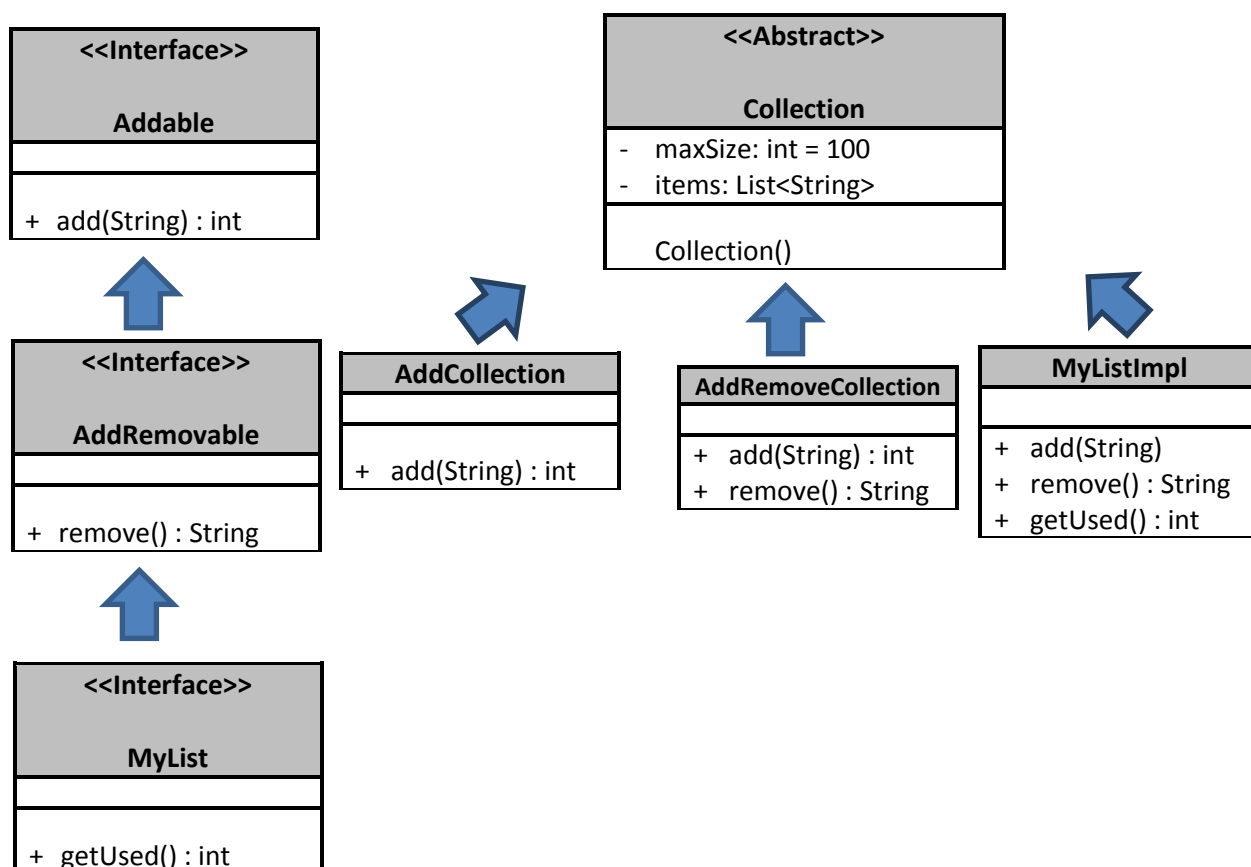 <<Interface>>
Addable
+ add(String) : int
<<Interface>>
AddRemovable
+ remove() : String
<<Interface>>
MyList
+ getUsed() : int
<<Abstract>>
Collection
- maxSize: int = 100
- items: List<String>
Collection()
AddCollection
+ add(String) : int
AddRemoveCollection
+ add(String) : int
+ remove() : String
MyListImpl
+ add(String)
+ remove() : String
+ getUsed() : int